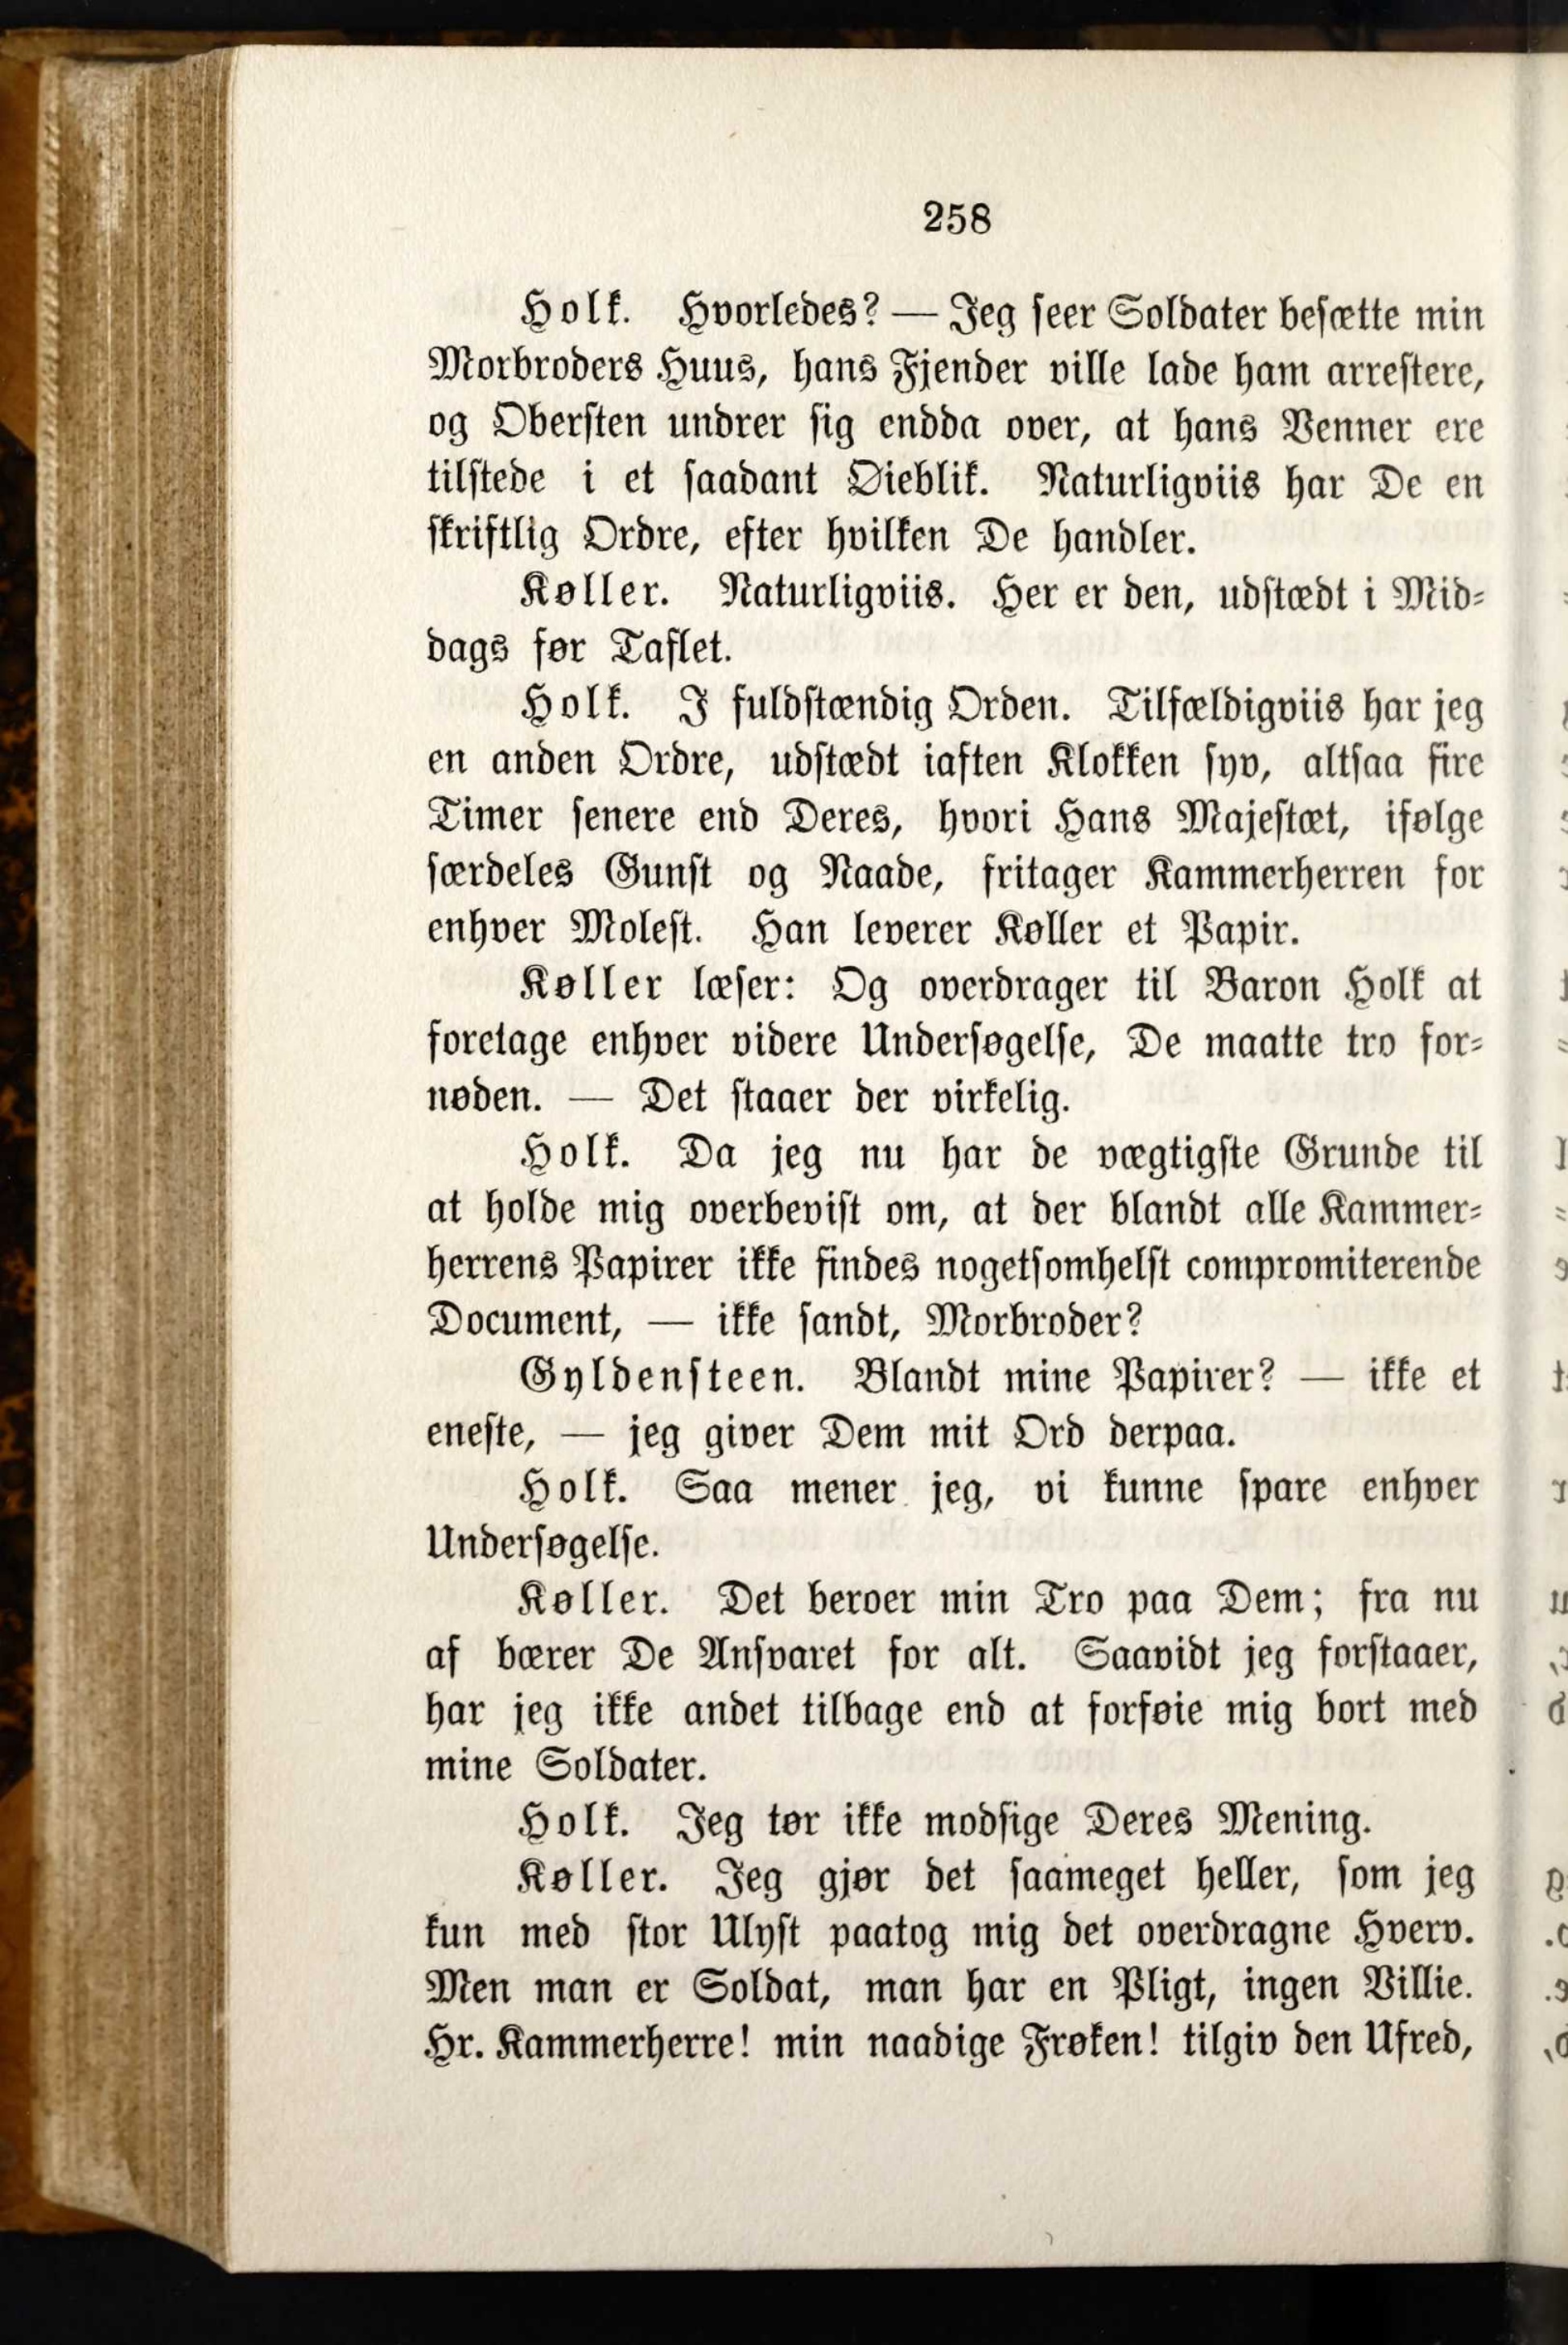 258
Holk. Hvorledes? — Jeg seer Soldater besætte min
Morbroders Huus, hans Fjender ville lade ham arrestere,
og Obersten undrer sig endda over, at hans Venner ere
tilstede i et saadant Øieblik. Naturligviis har De en
skriftlig Ordre, efter hvilken De handler.
Køller. Naturligviis. Her er den, udstædt i Mid-
dags før Taflet.
Holk. I fuldstændig Orden. Tilfældigviis har jeg
en anden Ordre, udstædt iaften Klokken syv, altsaa fire
Timer senere end Deres, hvori Hans Majestæt, ifølge
særdeles Gunst og Naade, fritager Kammerherren for
enhver Molest. Han leverer Køller et Papir.
Køller læser: Og overdrager til Baron Holk at
foretage enhver videre Undersøgelse, De maatte tro for-
nøden. — Det staaer der virkelig.
Holk. Da jeg nu har de vægtigste Grunde til
at holde mig overbevist om, at der blandt alle Kammer-
herrens Papirer ikke findes nogetsomhelst compromiterende
Document, — ikke sandt, Morbroder?
Gyldensteen. Blandt mine Papirer? — ikke et
eneste, — jeg giver Dem mit Ord derpaa.
Holk. Saa mener jeg, vi kunne spare enhver
Undersøgelse.
Køller. Det beroer min Tro paa Dem; fra nu
af bærer De Ansvaret for alt. Saavidt jeg forstaaer,
har jeg ikke andet tilbage end at forføie mig bort med
mine Soldater.
Holk. Jeg tør ikke modsige Deres Mening.
Køller. Jeg gjør det saameget heller, som jeg
kun med stor Ulyst paatog mig det overdragne Hverv.
Men man er Soldat, man har en Pligt, ingen Villie.
Hr. Kammerherre! min naadige Frøken! tilgiv den Ufred,